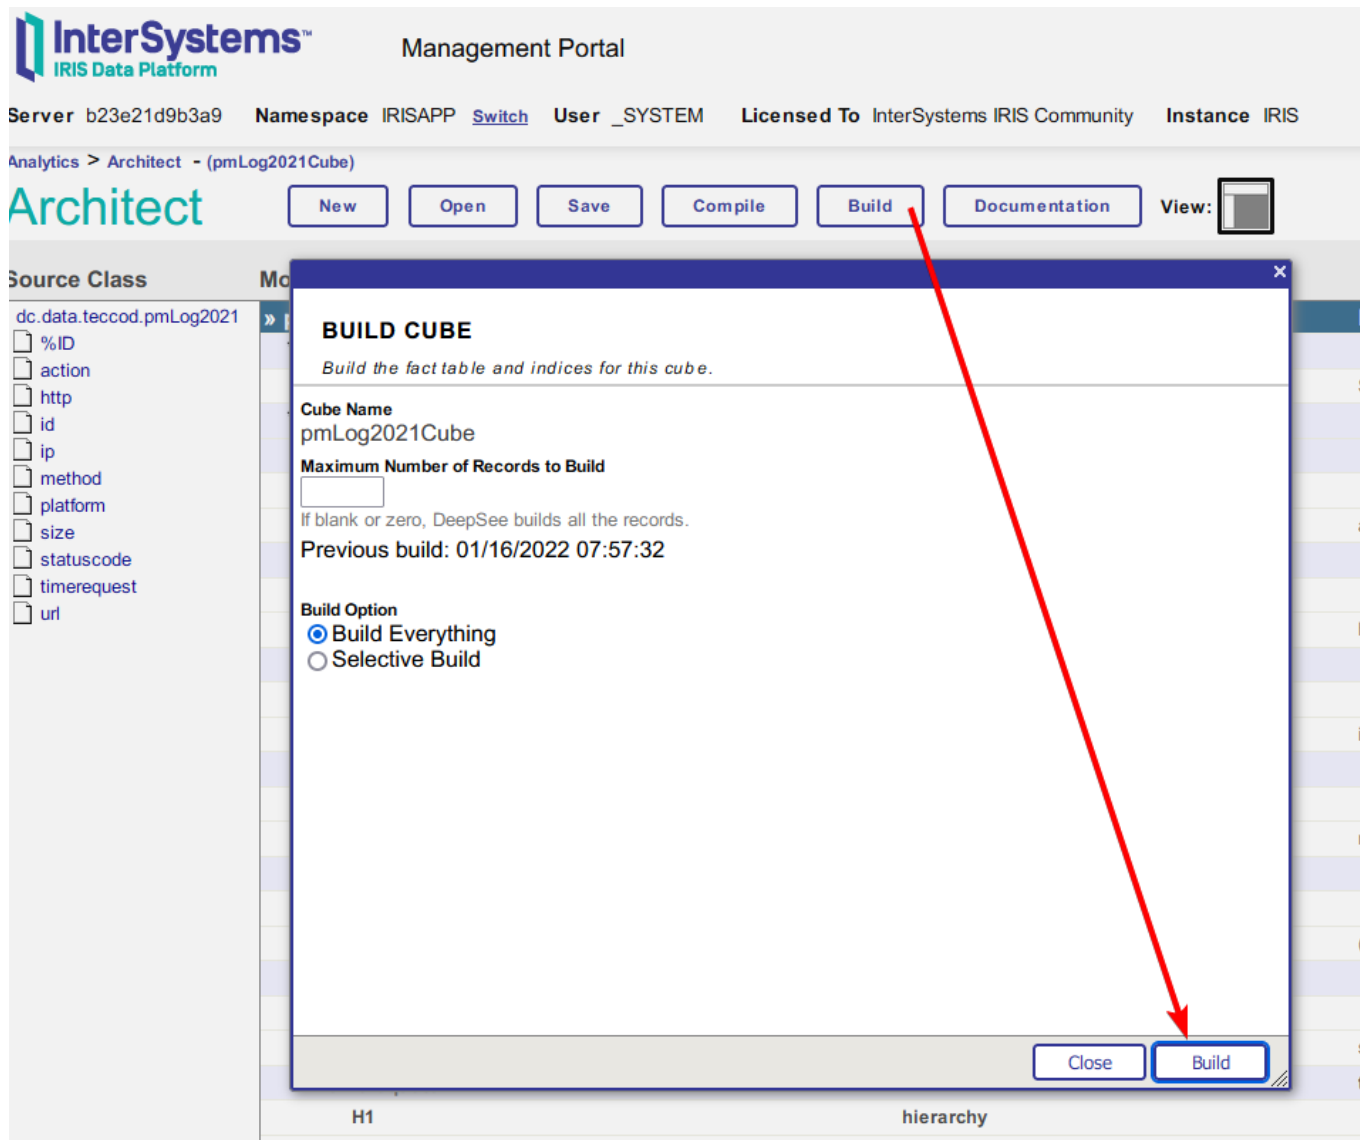 InterSystems™
IRIS Data Platform
Management Portal
Server b23e21d9b3a9 Namespace IRISAPP Switch User _SYSTEM Licensed To InterSystems IRIS Community Instance IRIS
Analytics > Architect - (pmLog2021Cube)
Architect
New Open Save Compile Build Documentation View:
Source Class
dc.data.teccod.pmLog2021
%ID
action
http
id
ip
method
platform
size
statuscode
timerequest
url
BUILD CUBE
Build the fact table and indices for this cube.
Cube Name
pmLog2021Cube
Maximum Number of Records to Build
If blank or zero, DeepSee builds all the records.
Previous build: 01/16/2022 07:57:32
Build Option
Build Everything
Selective Build
Close Build
H1 hierarchy